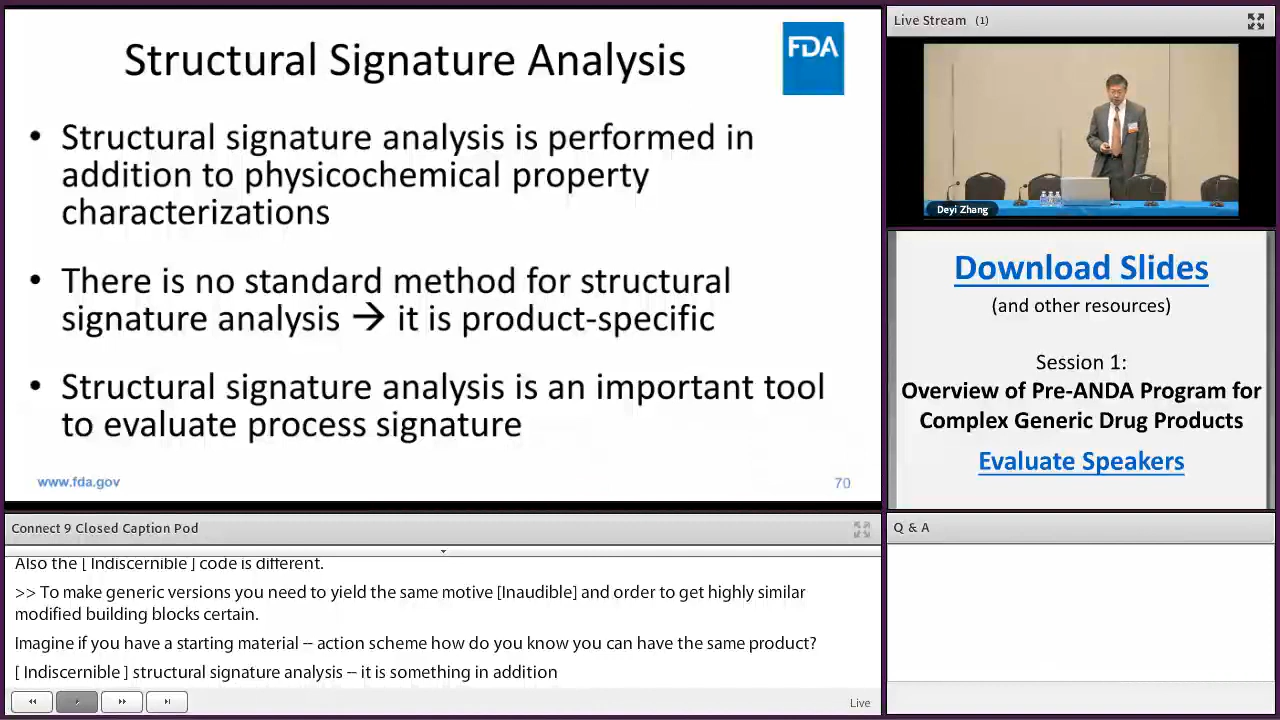 Structural Signature Analysis
FDA
• Structural signature analysis is performed in
addition to physicochemical property
characterizations
• There is no standard method for structural
signature analysis → it is product-specific
• Structural signature analysis is an important tool
to evaluate process signature
www.fda.gov
70
Live Stream (1)
Deyi Zhang
Download Slides
(and other resources)
Session 1:
Overview of Pre-ANDA Program for
Complex Generic Drug Products
Evaluate Speakers
Connect 9 Closed Caption Pod
Also the [ Indiscernible ] code is different.
>> To make generic versions you need to yield the same motive [Inaudible] and order to get highly similar
modified building blocks certain.
Imagine if you have a starting material -- action scheme how do you know you can have the same product?
[ Indiscernible ] structural signature analysis -- it is something in addition
Live
Q & A